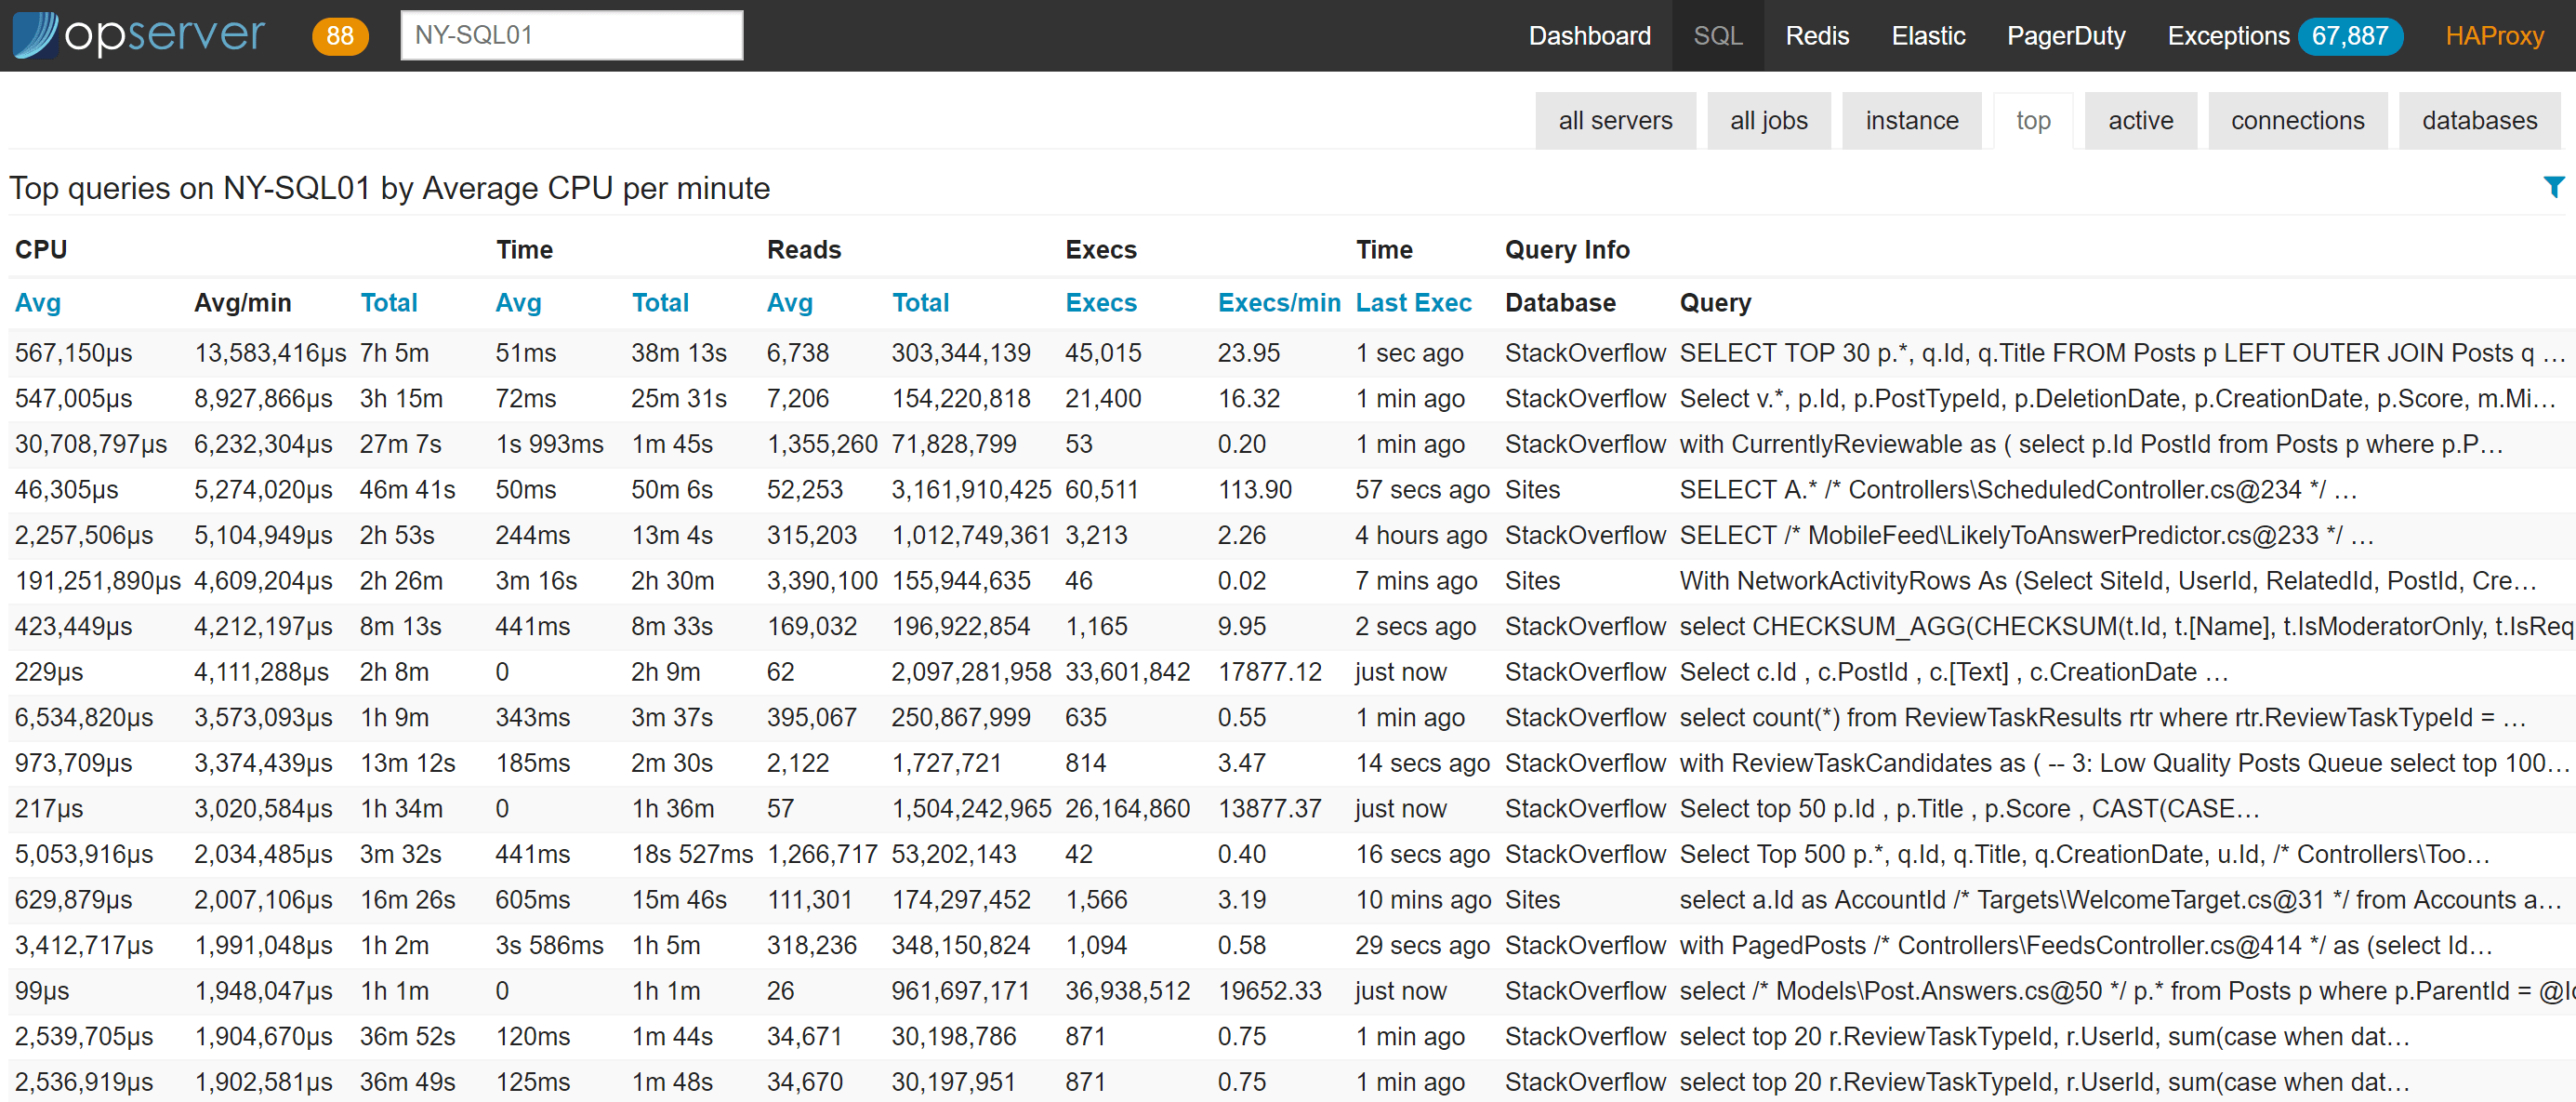 opserver 88 NY-SQL01 Dashboard SQL Redis Elastic PagerDuty Exceptions 67,887 HAProxy
all servers all jobs instance top active connections databases
Top queries on NY-SQL01 by Average CPU per minute
CPU Time Reads Execs Time Query Info
Avg Avg/min Total Avg Total Avg Total Execs Execs/min Last Exec Database Query
567,150µs 13,583,416µs 7h 5m 51ms 38m 13s 6,738 303,344,139 45,015 23.95 1 sec ago StackOverflow SELECT TOP 30 p.*, q.Id, q.Title FROM Posts p LEFT OUTER JOIN Posts q …
547,005µs 8,927,866µs 3h 15m 72ms 25m 31s 7,206 154,220,818 21,400 16.32 1 min ago StackOverflow Select v.*, p.Id, p.PostTypeId, p.DeletionDate, p.CreationDate, p.Score, m.Mi…
30,708,797µs 6,232,304µs 27m 7s 1s 993ms 1m 45s 1,355,260 71,828,799 53 0.20 1 min ago StackOverflow with CurrentlyReviewable as ( select p.Id PostId from Posts p where p.P…
46,305µs 5,274,020µs 46m 41s 50ms 50m 6s 52,253 3,161,910,425 60,511 113.90 57 secs ago Sites SELECT A.* /* Controllers\ScheduledController.cs@234 */ …
2,257,506µs 5,104,949µs 2h 53s 244ms 13m 4s 315,203 1,012,749,361 3,213 2.26 4 hours ago StackOverflow SELECT /* MobileFeed\LikelyToAnswerPredictor.cs@233 */ …
191,251,890µs 4,609,204µs 2h 26m 3m 16s 2h 30m 3,390,100 155,944,635 46 0.02 7 mins ago Sites With NetworkActivityRows As (Select SiteId, UserId, RelatedId, PostId, Cre…
423,449µs 4,212,197µs 8m 13s 441ms 8m 33s 169,032 196,922,854 1,165 9.95 2 secs ago StackOverflow select CHECKSUM_AGG(CHECKSUM(t.Id, t.[Name], t.IsModeratorOnly, t.IsReq
229µs 4,111,288µs 2h 8m 0 2h 9m 62 2,097,281,958 33,601,842 17877.12 just now StackOverflow Select c.Id , c.PostId , c.[Text] , c.CreationDate …
6,534,820µs 3,573,093µs 1h 9m 343ms 3m 37s 395,067 250,867,999 635 0.55 1 min ago StackOverflow select count(*) from ReviewTaskResults rtr where rtr.ReviewTaskTypeId = …
973,709µs 3,374,439µs 13m 12s 185ms 2m 30s 2,122 1,727,721 814 3.47 14 secs ago StackOverflow with ReviewTaskCandidates as ( -- 3: Low Quality Posts Queue select top 100…
217µs 3,020,584µs 1h 34m 0 1h 36m 57 1,504,242,965 26,164,860 13877.37 just now StackOverflow Select top 50 p.Id , p.Title , p.Score , CAST(CASE…
5,053,916µs 2,034,485µs 3m 32s 441ms 18s 527ms 1,266,717 53,202,143 42 0.40 16 secs ago StackOverflow Select Top 500 p.*, q.Id, q.Title, q.CreationDate, u.Id, /* Controllers\Too…
629,879µs 2,007,106µs 16m 26s 605ms 15m 46s 111,301 174,297,452 1,566 3.19 10 mins ago Sites select a.Id as AccountId /* Targets\WelcomeTarget.cs@31 */ from Accounts a…
3,412,717µs 1,991,048µs 1h 2m 3s 586ms 1h 5m 318,236 348,150,824 1,094 0.58 29 secs ago StackOverflow with PagedPosts /* Controllers\FeedsController.cs@414 */ as (select Id…
99µs 1,948,047µs 1h 1m 0 1h 1m 26 961,697,171 36,938,512 19652.33 just now StackOverflow select /* Models\Post.Answers.cs@50 */ p.* from Posts p where p.ParentId = @Id
2,539,705µs 1,904,670µs 36m 52s 120ms 1m 44s 34,671 30,198,786 871 0.75 1 min ago StackOverflow select top 20 r.ReviewTaskTypeId, r.UserId, sum(case when dat…
2,536,919µs 1,902,581µs 36m 49s 125ms 1m 48s 34,670 30,197,951 871 0.75 1 min ago StackOverflow select top 20 r.ReviewTaskTypeId, r.UserId, sum(case when dat…